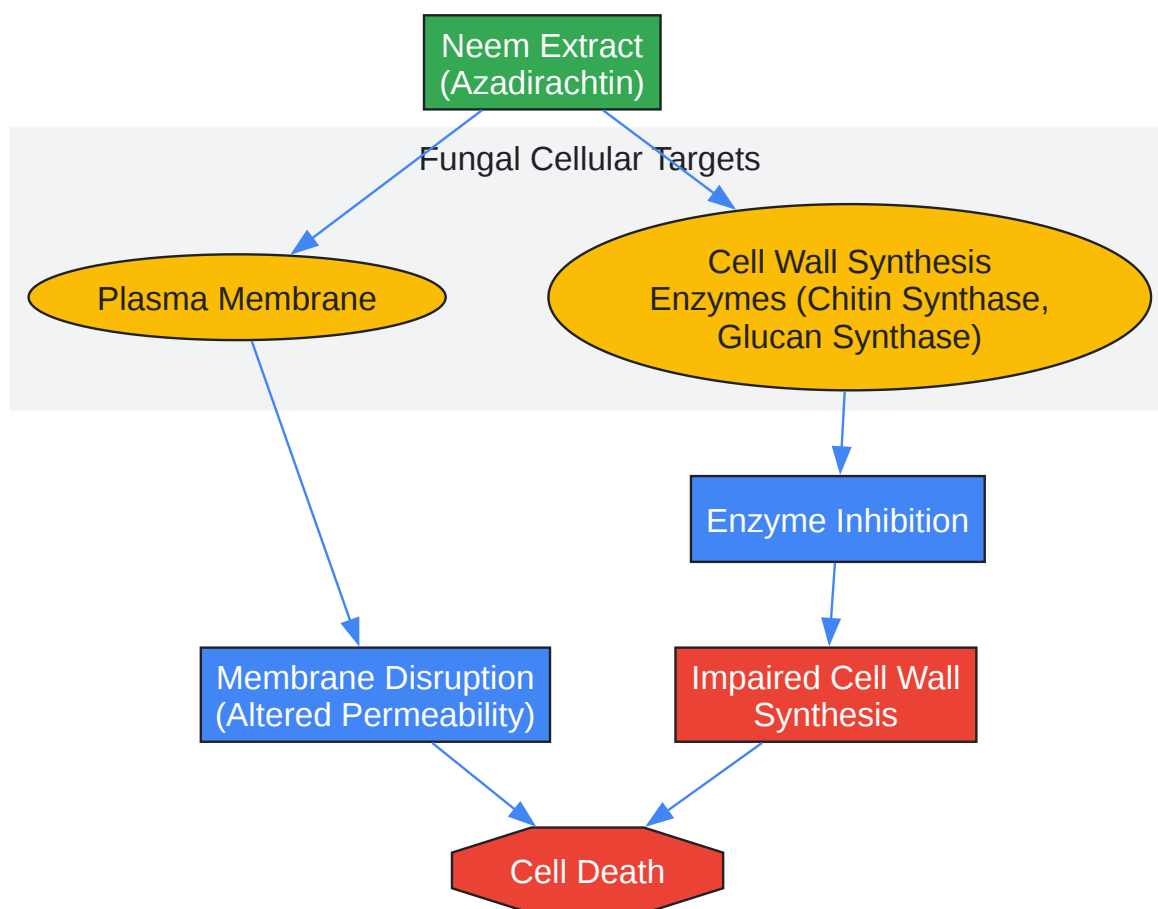 Neem Extract
(Azadirachtin)
Fungal Cellular Targets
Plasma Membrane
Cell Wall Synthesis
Enzymes (Chitin Synthase,
Glucan Synthase)
Enzyme Inhibition
Membrane Disruption
(Altered Permeability)
Impaired Cell Wall
Synthesis
Cell Death